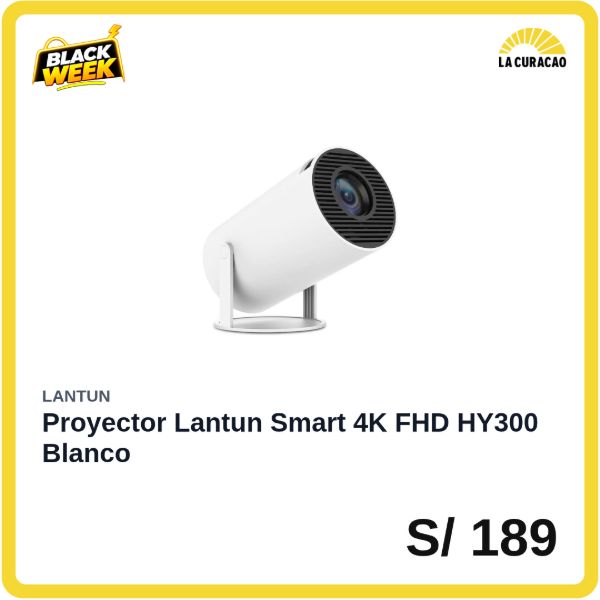 BLACK
WEEK
LA CURACAO
LANTUN
Proyector Lantun Smart 4K FHD HY300
Blanco
S/ 189